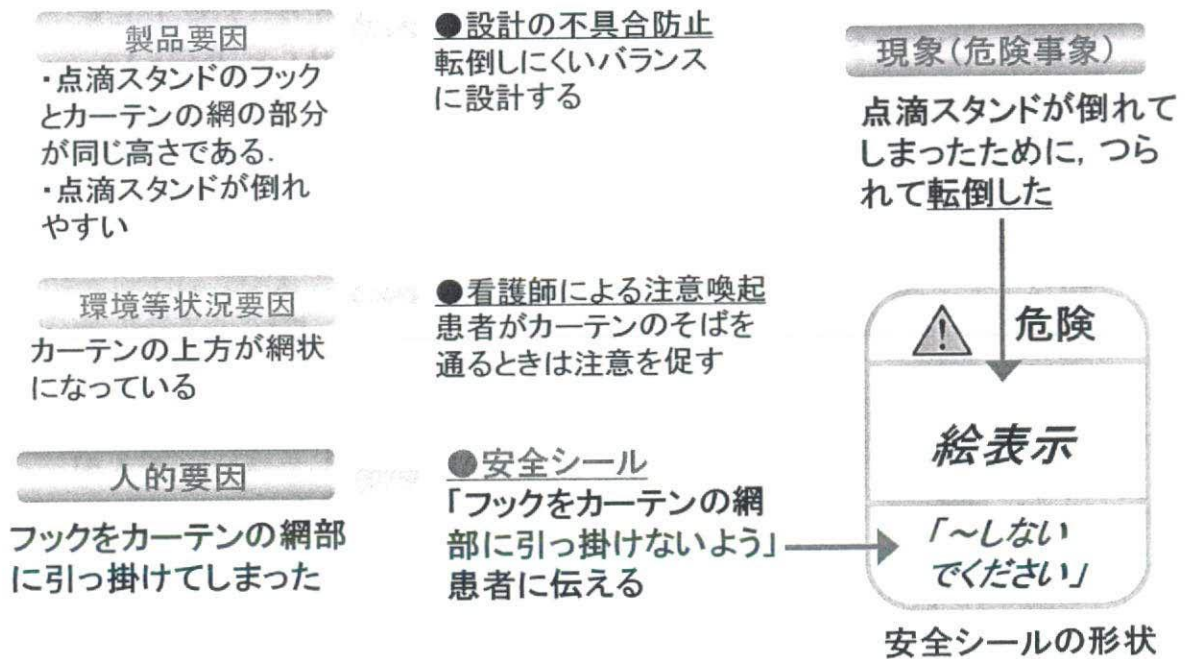 製品要因
・点滴スタンドのフック
とカーテンの網の部分
が同じ高さである.
・点滴スタンドが倒れ
やすい
●設計の不具合防止
転倒しにくいバランス
に設計する
環境等状況要因
カーテンの上方が網状
になっている
●看護師による注意喚起
患者がカーテンのそばを
通るときは注意を促す
人的要因
フックをカーテンの網部
に引っ掛けてしまった
●安全シール
「フックをカーテンの網
部に引っ掛けないよう」
患者に伝える
現象(危険事象)
点滴スタンドが倒れて
しまったために, つら
れて転倒した
危険
絵表示
「～しない
でください」
安全シールの形状